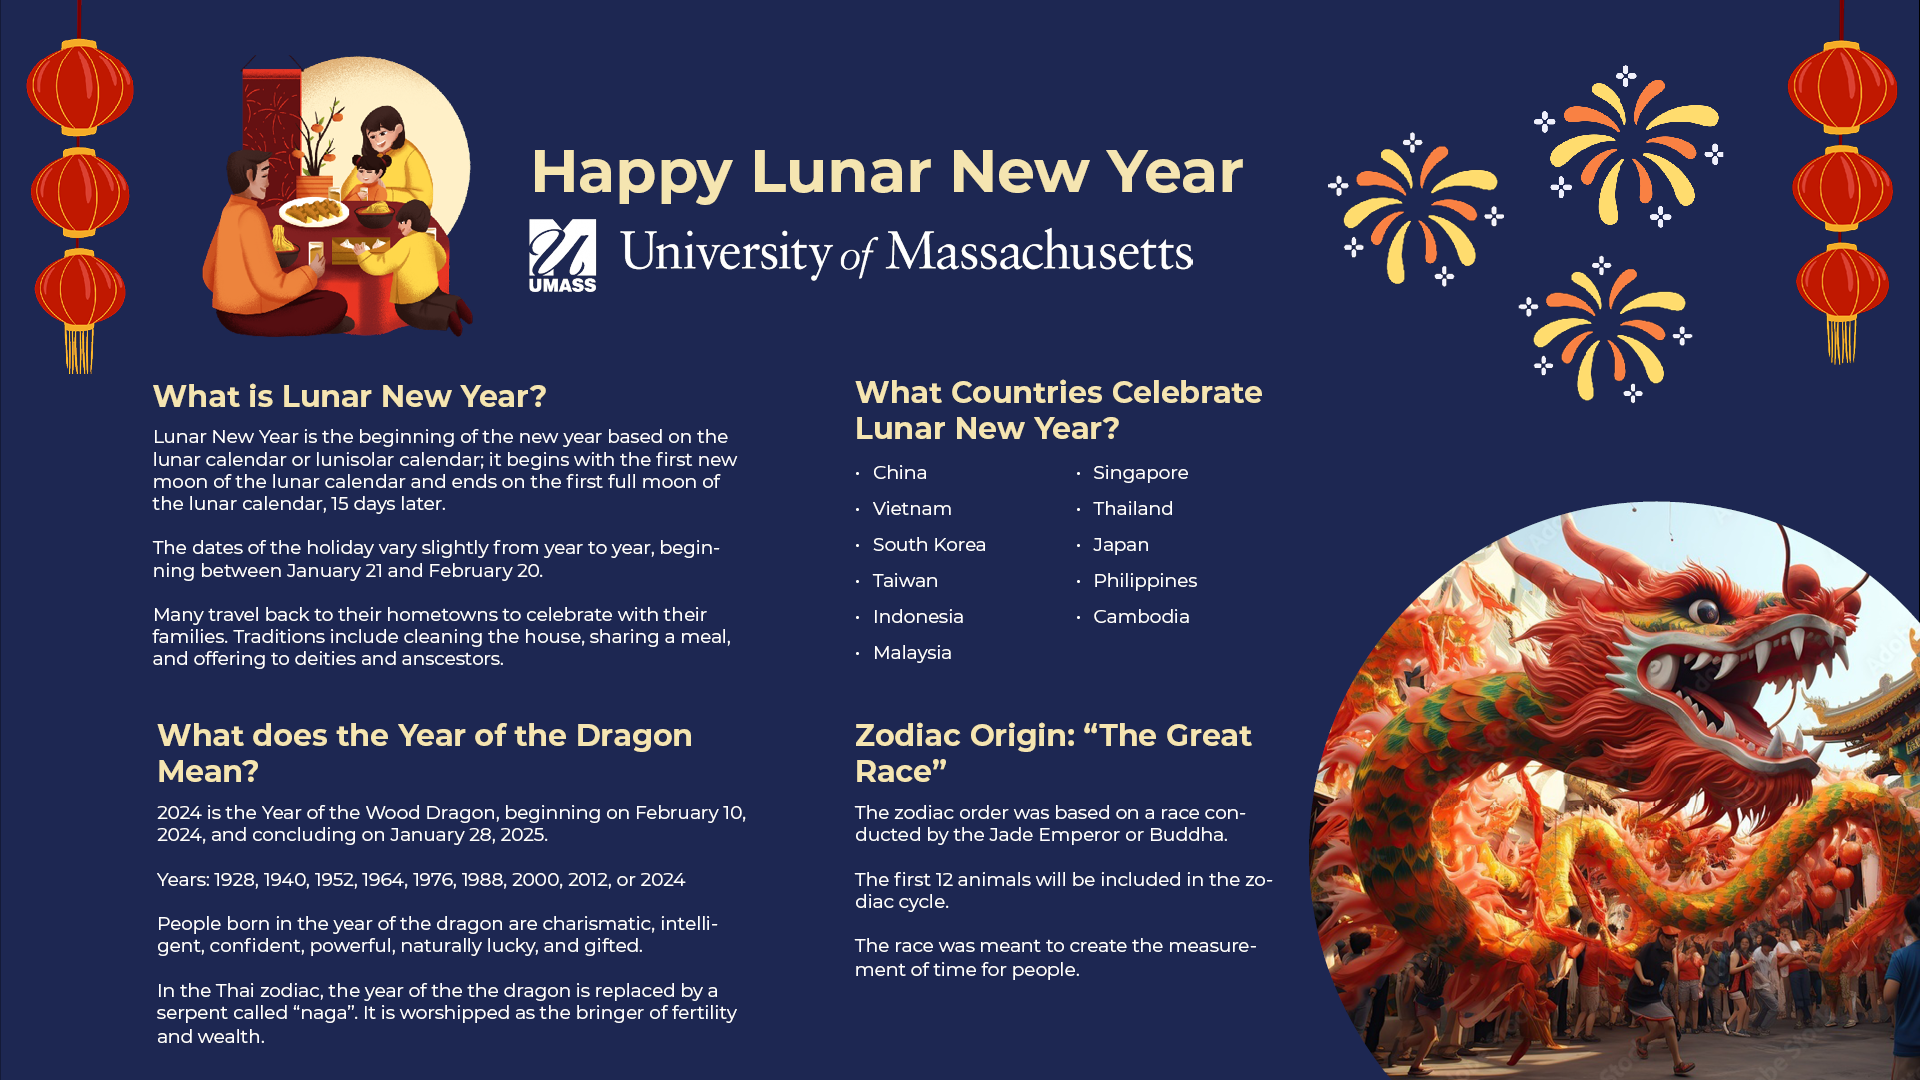 Happy Lunar New Year
UMASS
University of Massachusetts
What is Lunar New Year?
Lunar New Year is the beginning of the new year based on the
lunar calendar or lunisolar calendar; it begins with the first new
moon of the lunar calendar and ends on the first full moon of
the lunar calendar, 15 days later.
The dates of the holiday vary slightly from year to year, begin-
ning between January 21 and February 20.
Many travel back to their hometowns to celebrate with their
families. Traditions include cleaning the house, sharing a meal,
and offering to deities and anscestors.
What Countries Celebrate
Lunar New Year?
· China
· Vietnam
· South Korea
· Taiwan
· Indonesia
· Malaysia
· Singapore
· Thailand
· Japan
· Philippines
· Cambodia
What does the Year of the Dragon
Mean?
2024 is the Year of the Wood Dragon, beginning on February 10,
2024, and concluding on January 28, 2025.
Years: 1928, 1940, 1952, 1964, 1976, 1988, 2000, 2012, or 2024
People born in the year of the dragon are charismatic, intelli-
gent, confident, powerful, naturally lucky, and gifted.
In the Thai zodiac, the year of the the dragon is replaced by a
serpent called “naga”. It is worshipped as the bringer of fertility
and wealth.
Zodiac Origin: “The Great
Race”
The zodiac order was based on a race con-
ducted by the Jade Emperor or Buddha.
The first 12 animals will be included in the zo-
diac cycle.
The race was meant to create the measure-
ment of time for people.